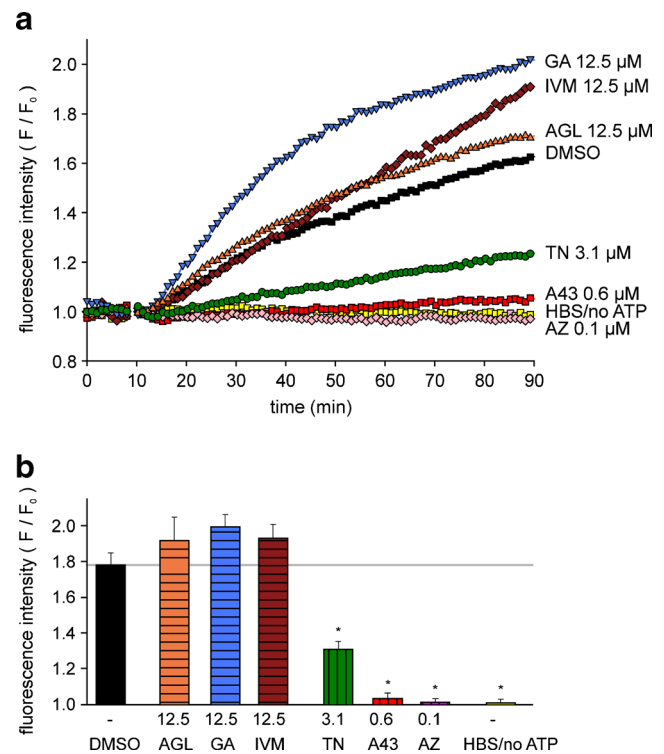 a
fluorescence intensity ( F / F0 )
2.0
1.8
1.6
1.4
1.2
1.0
0.8
0 10 20 30 40 50 60 70 80 90
time (min)
GA 12.5 µM
IVM 12.5 µM
AGL 12.5 µM
DMSO
TN 3.1 µM
A43 0.6 µM
HBS/no ATP
AZ 0.1 µM
b
fluorescence intensity ( F / F0 )
2.0
1.8
1.6
1.4
1.2
1.0
* * * *
- 12.5 12.5 12.5 3.1 0.6 0.1 -
DMSO AGL GA IVM TN A43 AZ HBS/no ATP